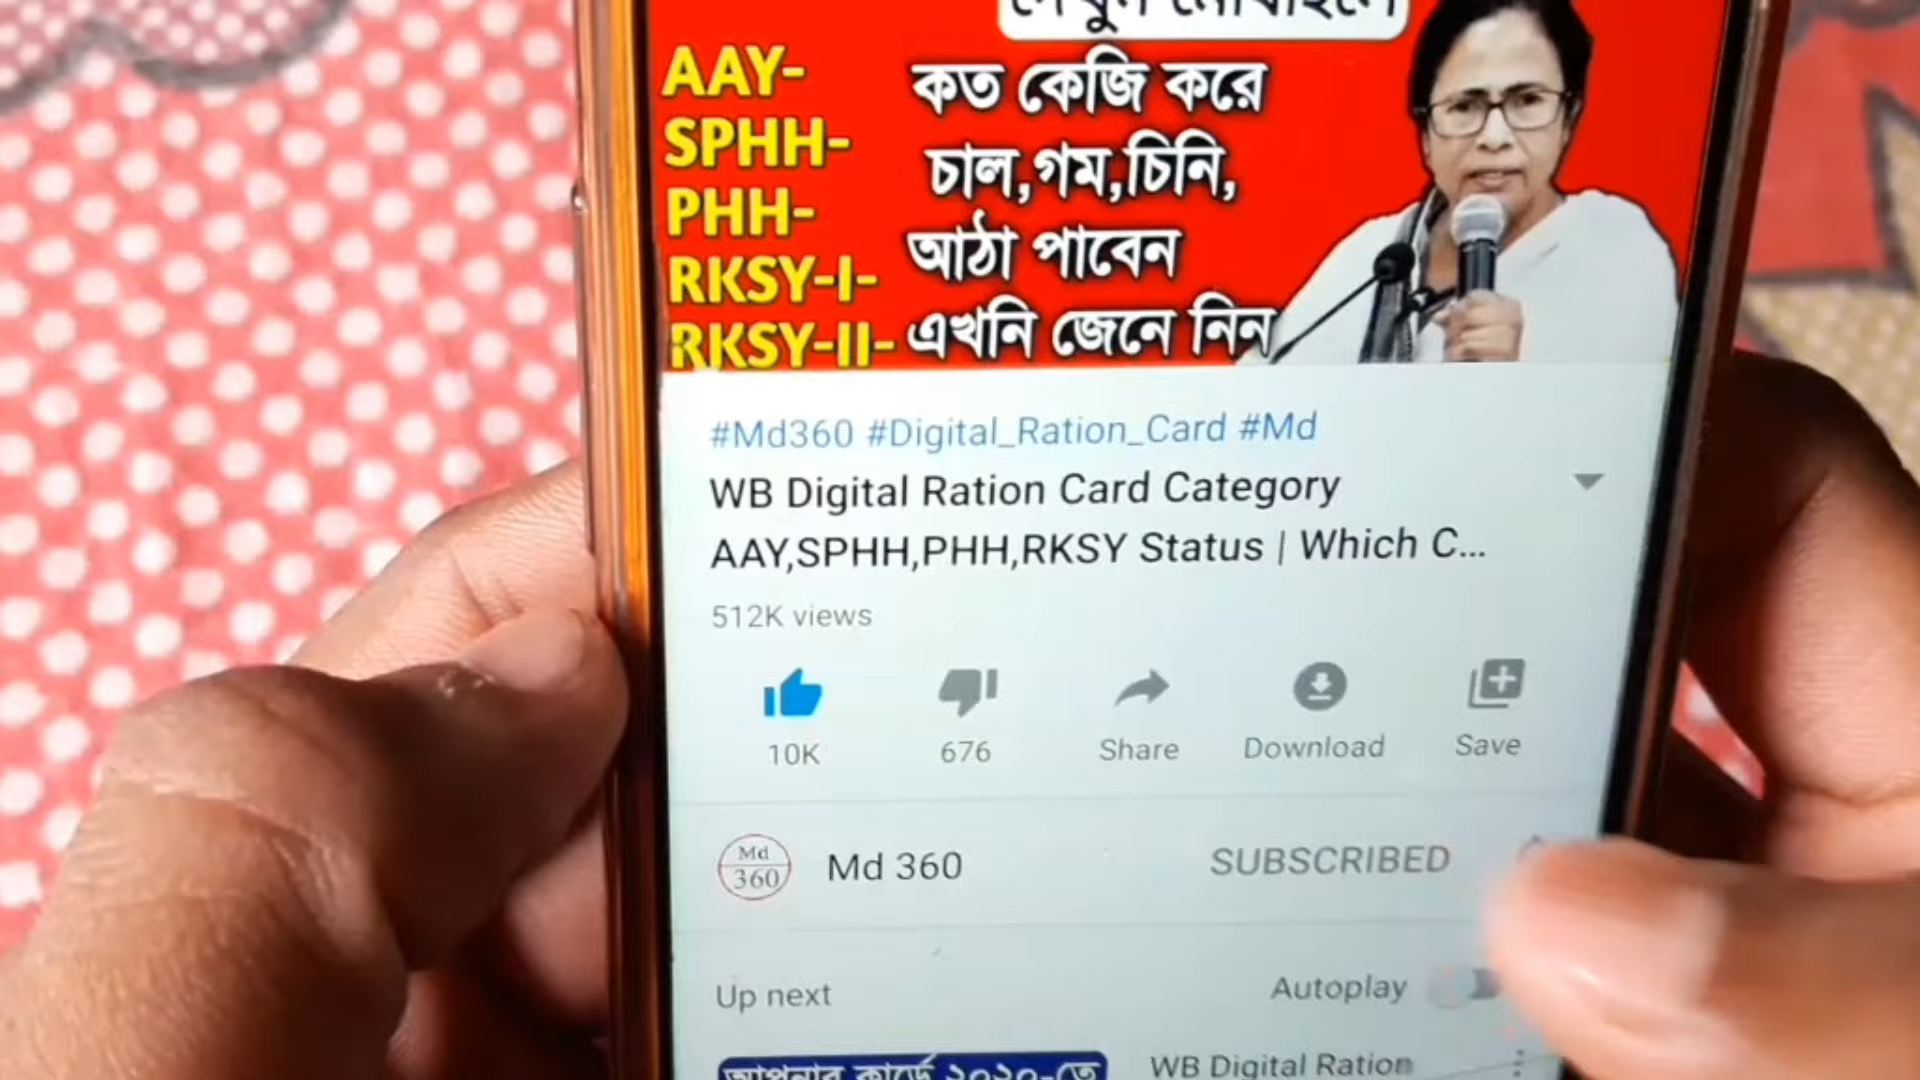 AAY-
SPHH-
PHH-
RKSY-I-
RKSY-II-
কত কেজি করে
চাল,গম,চিনি,
আঠা পাবেন
এখনি জেনে নিন
#Md360 #Digital_Ration_Card #Md
WB Digital Ration Card Category
AAY,SPHH,PHH,RKSY Status | Which C...
512K views
10K
676
Share
Download
Save
Md
360
Md 360
SUBSCRIBED
Up next
Autoplay
আপনার কার্ডে ২০২০-তে
WB Digital Ration